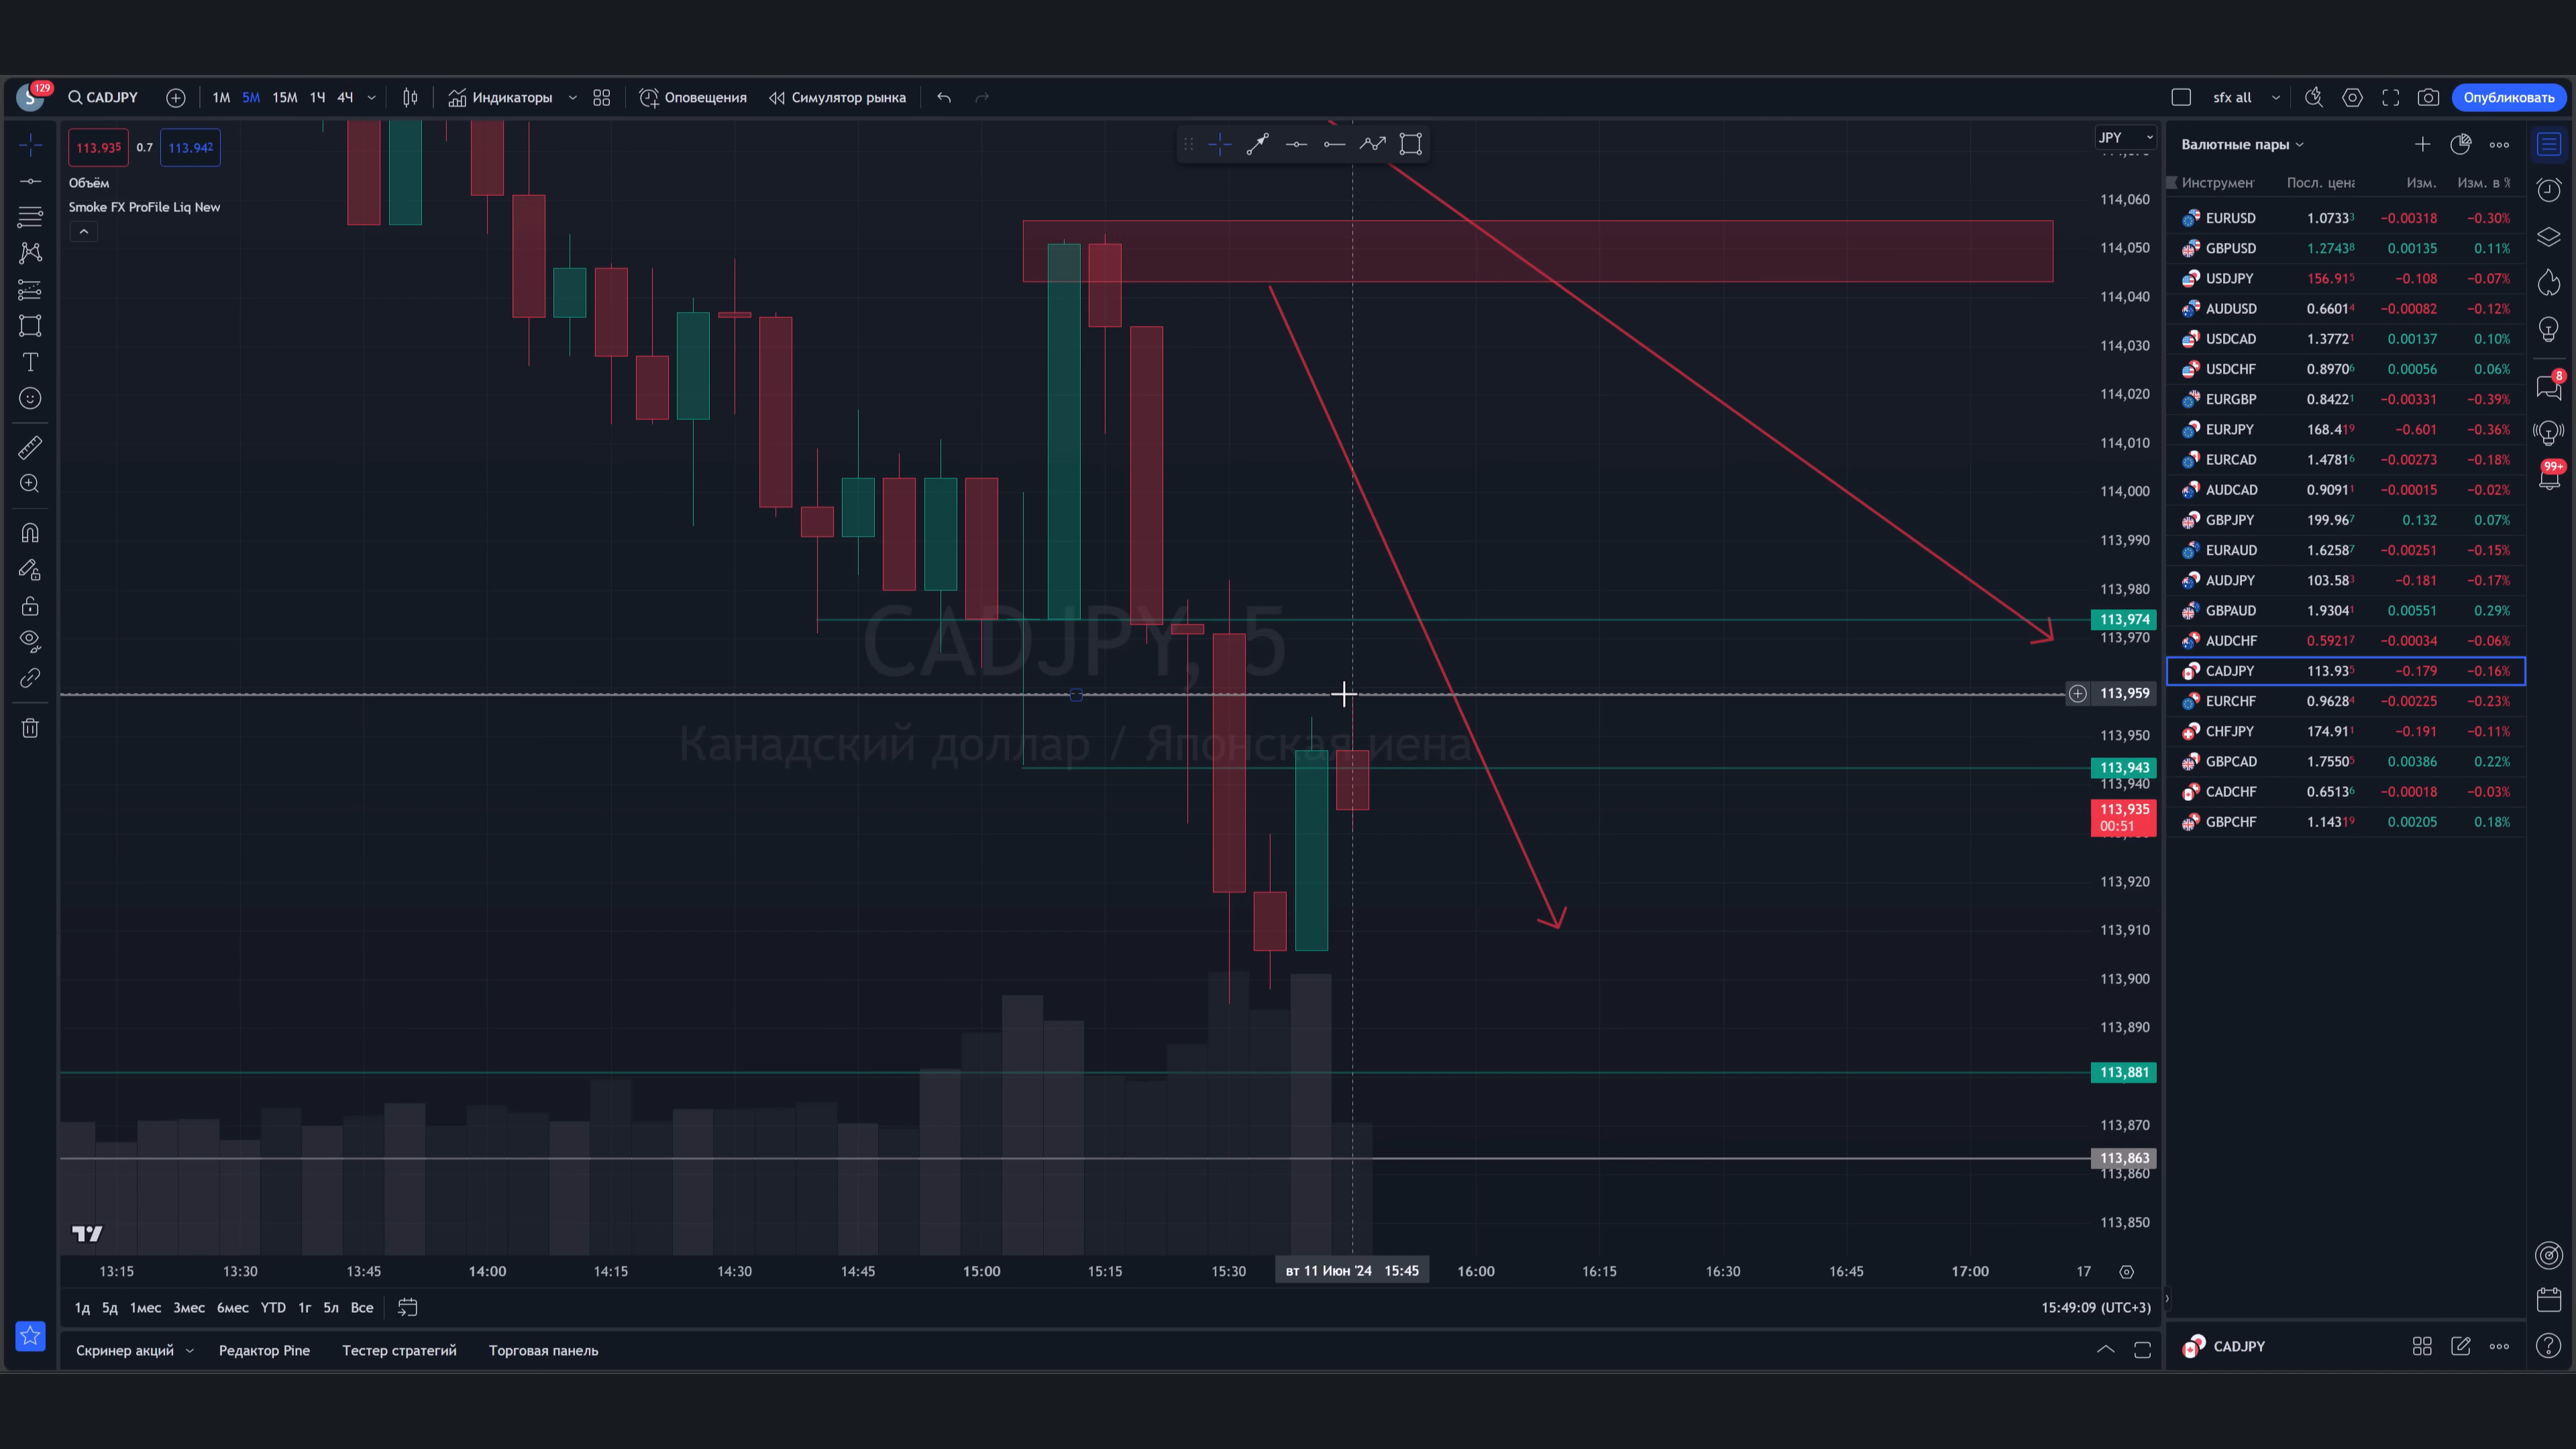 S 129 CADJPY 1М 5М 15М 1Ч 4Ч Индикаторы Оповещения Симулятор рынка sfx all Опубликовать
113.935 0.7 113.942
Объём
Smoke FX ProFile Liq New
CADJPY, 5
Канадский доллар / Японская иена
JPY
114,060
114,050
114,040
114,030
114,020
114,010
114,000
113,990
113,980
113,974
113,970
113,959
113,950
113,943
113,940
113,935
00:51
113,920
113,910
113,900
113,890
113,881
113,870
113,863
113,860
113,850
13:15 13:30 13:45 14:00 14:15 14:30 14:45 15:00 15:15 15:30 вт 11 Июн '24 15:45 16:00 16:15 16:30 16:45 17:00 17
1д 5д 1мес 3мес 6мес YTD 1г 5л Все 15:49:09 (UTC+3)
Скринер акций Редактор Pine Тестер стратегий Торговая панель
Валютные пары
Инструмен Посл. цен Изм. Изм. в %
EURUSD 1.07333 −0.00318 −0.30%
GBPUSD 1.27438 0.00135 0.11%
USDJPY 156.915 −0.108 −0.07%
AUDUSD 0.66014 −0.00082 −0.12%
USDCAD 1.37721 0.00137 0.10%
USDCHF 0.89706 0.00056 0.06%
EURGBP 0.84221 −0.00331 −0.39%
EURJPY 168.419 −0.601 −0.36%
EURCAD 1.47816 −0.00273 −0.18%
AUDCAD 0.90911 −0.00015 −0.02%
GBPJPY 199.967 0.132 0.07%
EURAUD 1.62587 −0.00251 −0.15%
AUDJPY 103.583 −0.181 −0.17%
GBPAUD 1.93041 0.00551 0.29%
AUDCHF 0.59217 −0.00034 −0.06%
CADJPY 113.935 −0.179 −0.16%
EURCHF 0.96284 −0.00225 −0.23%
CHFJPY 174.911 −0.191 −0.11%
GBPCAD 1.75505 0.00386 0.22%
CADCHF 0.65136 −0.00018 −0.03%
GBPCHF 1.14319 0.00205 0.18%
CADJPY
8
99+